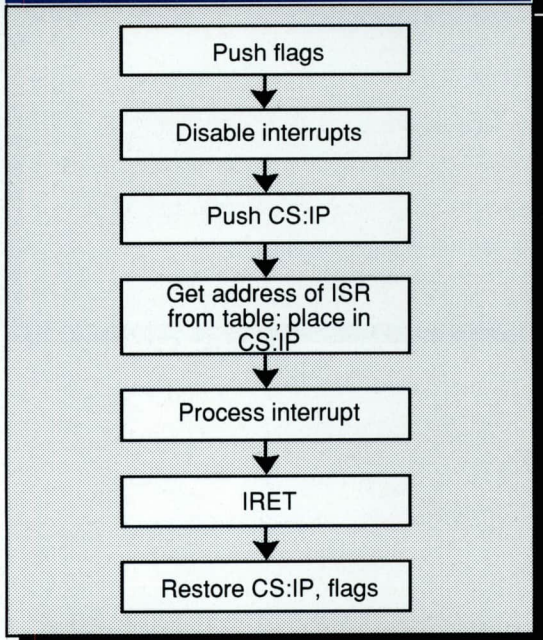 Push flags
Disable interrupts
Push CS:IP
Get address of ISR
from table; place in
CS:IP
Process interrupt
IRET
Restore CS:IP, flags